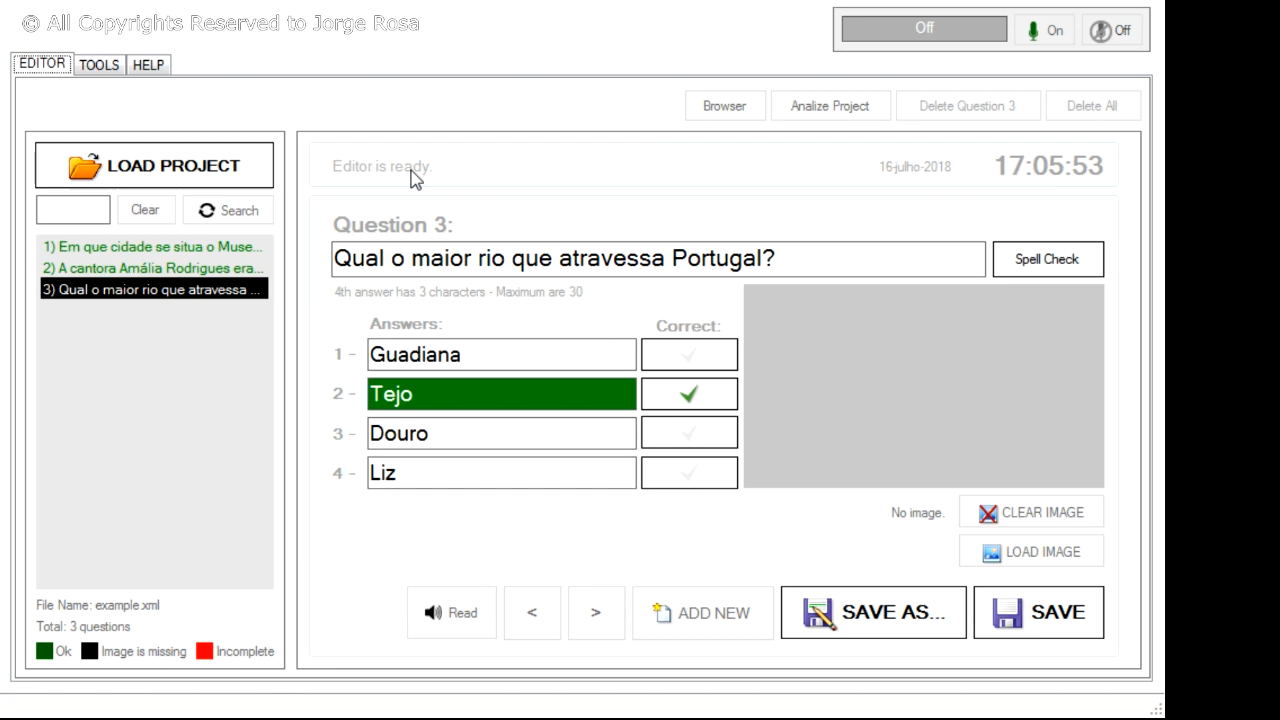 © All Copyrights Reserved to Jorge Rosa
Off
On
Off
EDITOR
TOOLS
HELP
Browser
Analize Project
Delete Question 3
Delete All
LOAD PROJECT
Clear
Search
1) Em que cidade se situa o Muse...
2) A cantora Amália Rodrigues era...
3) Qual o maior rio que atravessa ...
File Name: example.xml
Total: 3 questions
Ok
Image is missing
Incomplete
Editor is ready.
16-julho-2018
17:05:53
Question 3:
Qual o maior rio que atravessa Portugal?
Spell Check
4th answer has 3 characters - Maximum are 30
Answers:
Correct:
1 - Guadiana
2 - Tejo
3 - Douro
4 - Liz
No image.
CLEAR IMAGE
LOAD IMAGE
Read
<
>
ADD NEW
SAVE AS...
SAVE